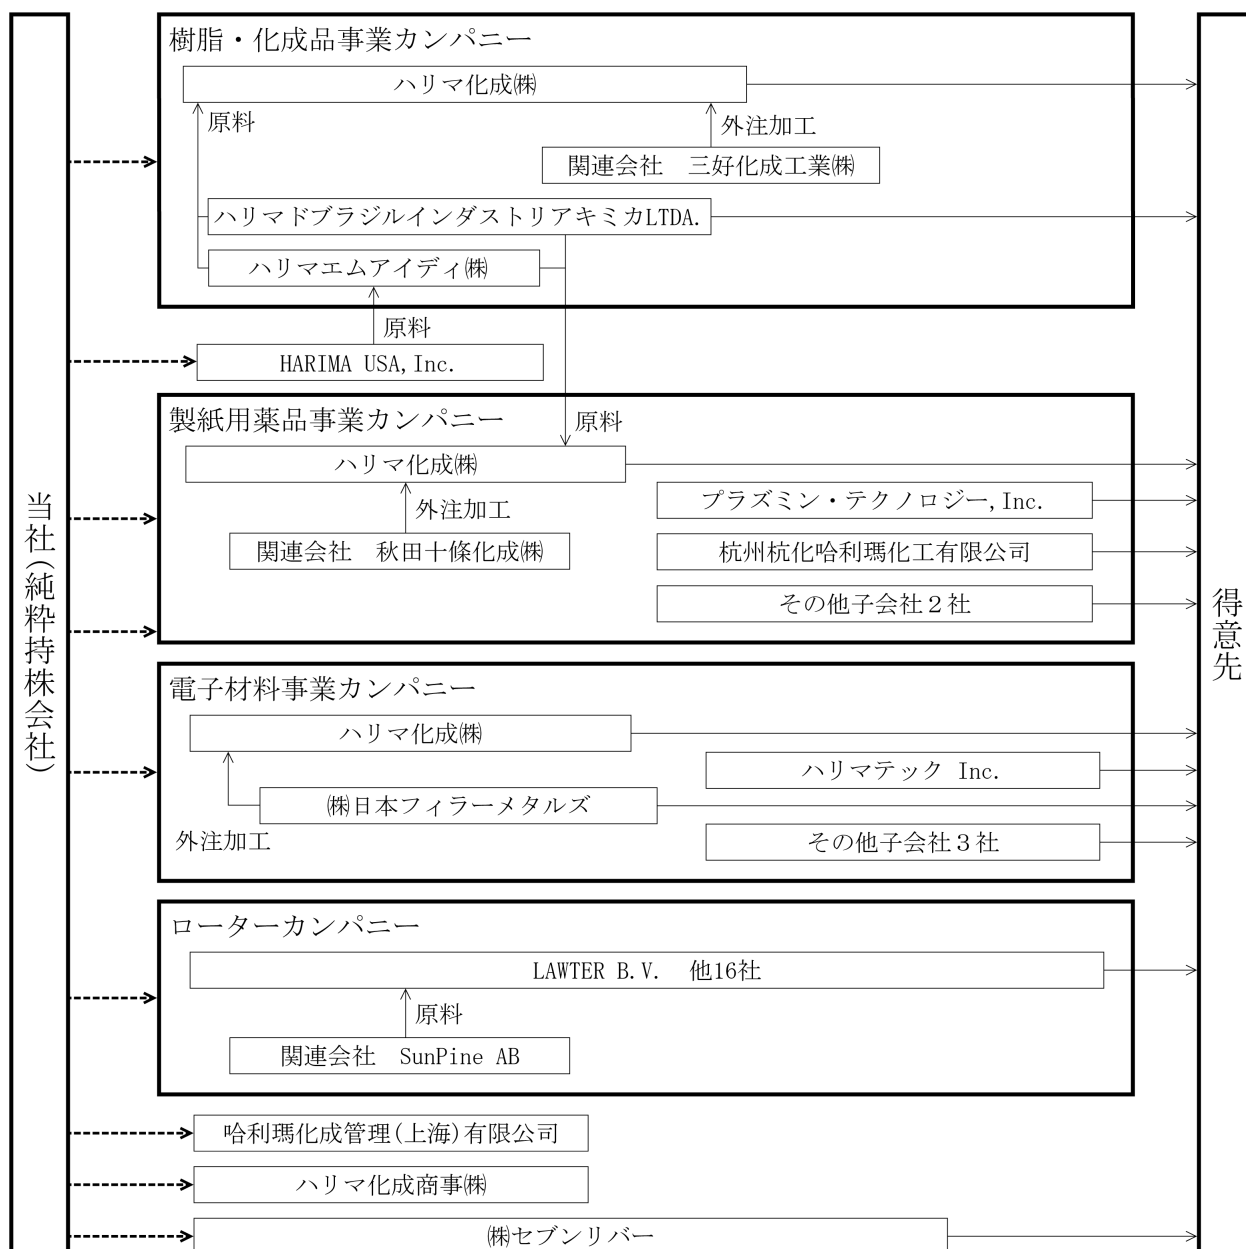 当社(純粋持株会社)
樹脂・化成品事業カンパニー
ハリマ化成㈱
原料
外注加工
関連会社　三好化成工業㈱
ハリマドブラジルインダストリアキミカLTDA.
ハリマエムアイディ㈱
原料
HARIMA USA,Inc.
製紙用薬品事業カンパニー
原料
ハリマ化成㈱
外注加工
プラズミン・テクノロジー,Inc.
関連会社　秋田十條化成㈱
杭州杭化哈利瑪化工有限公司
その他子会社２社
電子材料事業カンパニー
ハリマ化成㈱
ハリマテック Inc.
㈱日本フィラーメタルズ
外注加工
その他子会社３社
ローターカンパニー
LAWTER B.V.　他16社
原料
関連会社　SunPine AB
哈利瑪化成管理(上海)有限公司
ハリマ化成商事㈱
㈱セブンリバー
得意先